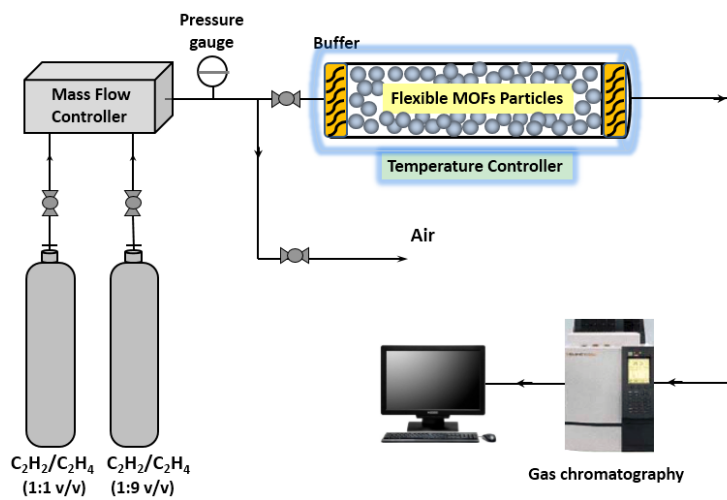 Pressure
gauge
Buffer
Mass Flow
Controller
Flexible MOFs Particles
Temperature Controller
Air
C₂H₂/C₂H₄
(1:1 v/v)
C₂H₂/C₂H₄
(1:9 v/v)
Gas chromatography